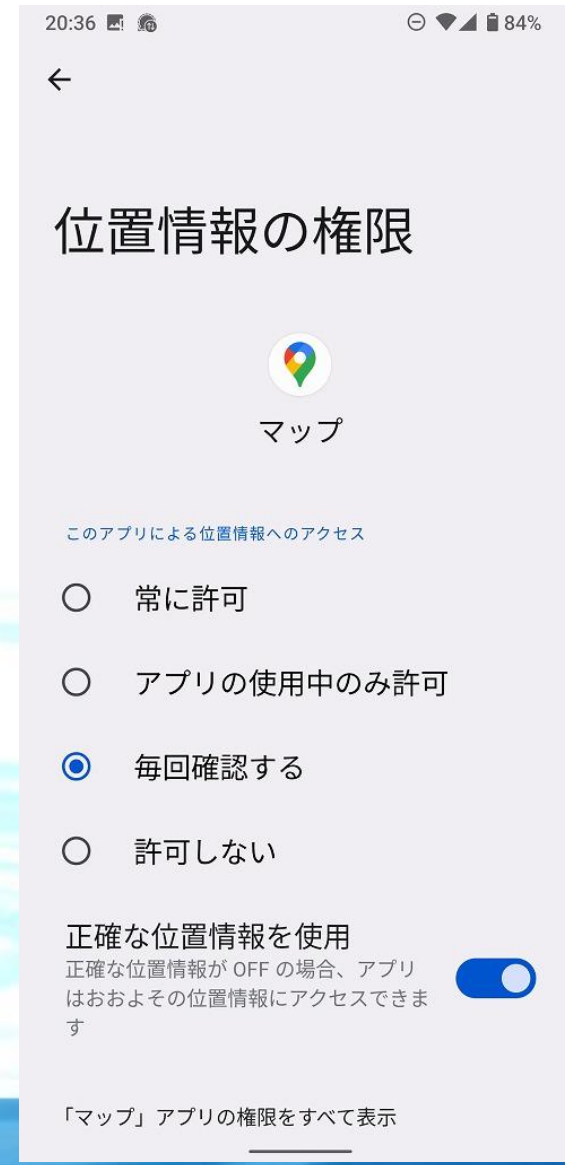 20:36 84%
位置情報の権限
マップ
このアプリによる位置情報へのアクセス
常に許可
アプリの使用中のみ許可
毎回確認する
許可しない
正確な位置情報を使用
正確な位置情報が OFF の場合、アプリ
はおおよその位置情報にアクセスできま
す
「マップ」アプリの権限をすべて表示